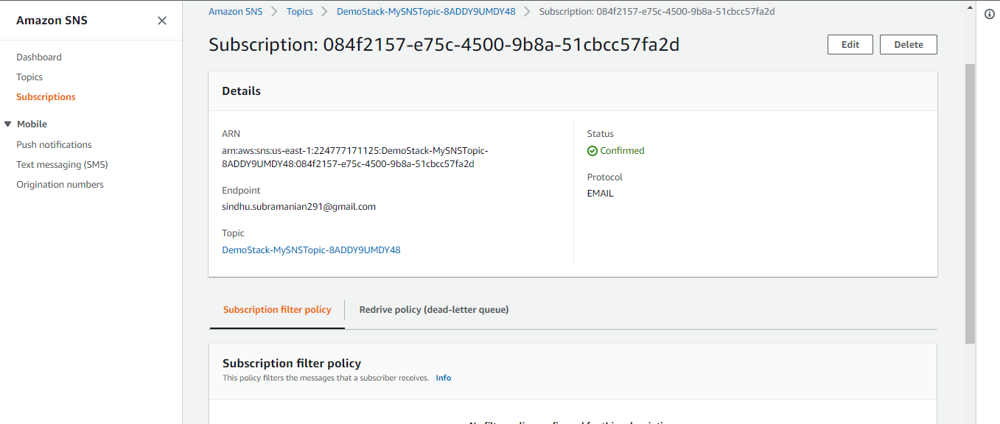 Amazon SNS
Dashboard
Topics
Subscriptions
Mobile
Push notifications
Text messaging (SMS)
Origination numbers
Amazon SNS > Topics > DemoStack-MySNSTopic-8ADDY9UMDY48 > Subscription: 084f2157-e75c-4500-9b8a-51cbcc57fa2d
Subscription: 084f2157-e75c-4500-9b8a-51cbcc57fa2d
Edit Delete
Details
ARN
arn:aws:sns:us-east-1:224777171125:DemoStack-MySNSTopic-
8ADDY9UMDY48:084f2157-e75c-4500-9b8a-51cbcc57fa2d
Endpoint
sindhu.subramanian291@gmail.com
Topic
DemoStack-MySNSTopic-8ADDY9UMDY48
Status
Confirmed
Protocol
EMAIL
Subscription filter policy
Redrive policy (dead-letter queue)
Subscription filter policy
This policy filters the messages that a subscriber receives. Info